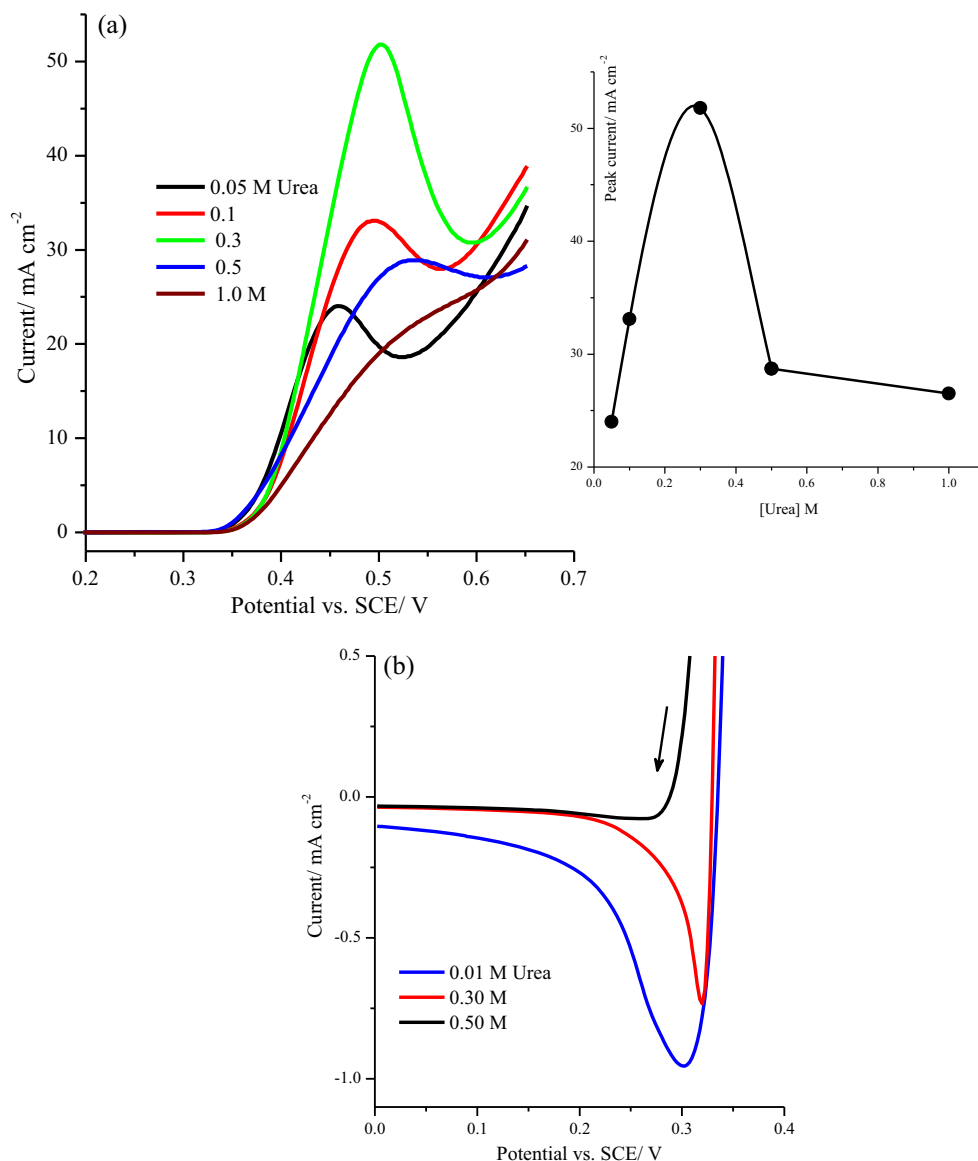 (a)
50
40
30
20
10
0
Current/ mA cm⁻²
0.05 M Urea
0.1
0.3
0.5
1.0 M
0.2 0.3 0.4 0.5 0.6 0.7
Potential vs. SCE/ V
Peak current/ mA cm⁻²
50
40
30
20
0.0 0.2 0.4 0.6 0.8 1.0
[Urea] M
(b)
0.5
0.0
-0.5
-1.0
Current/ mA cm⁻²
0.01 M Urea
0.30 M
0.50 M
0.0 0.1 0.2 0.3 0.4
Potential vs. SCE/ V